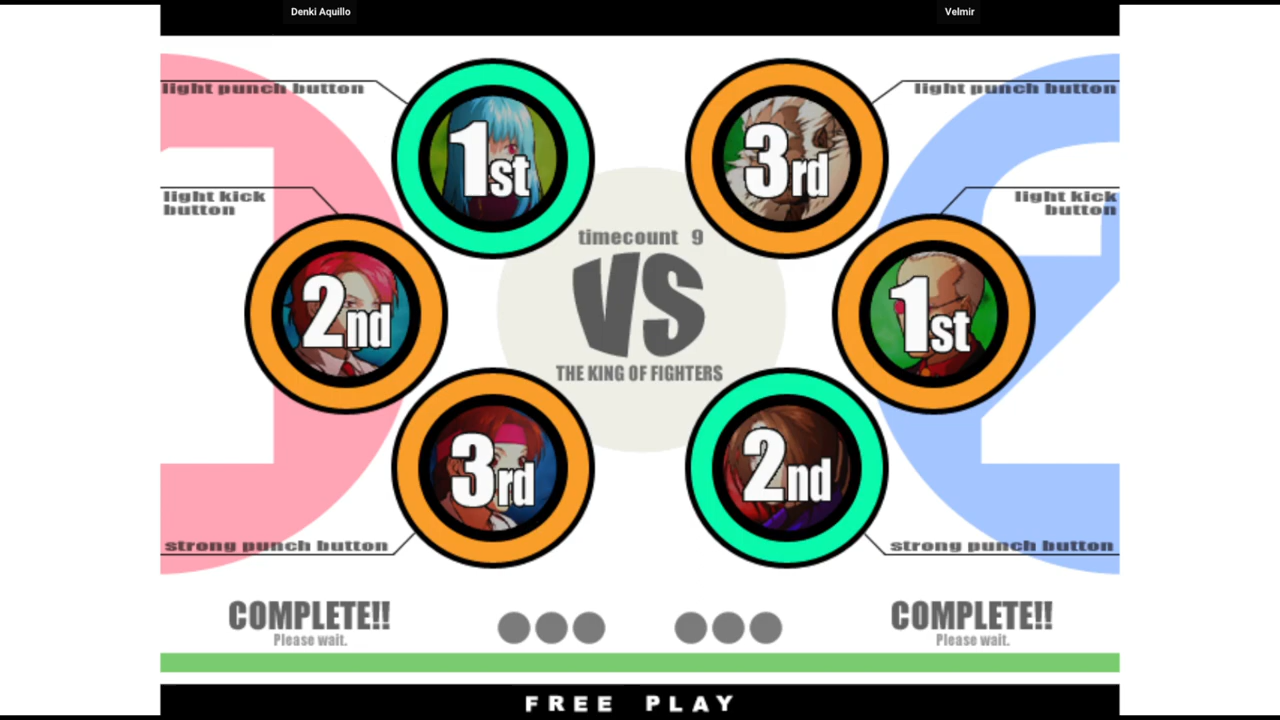 Denki Aquillo
Velmir
light punch button
light punch button
1st
3rd
light kick
button
light kick
button
timecount 9
VS
THE KING OF FIGHTERS
2nd
1st
3rd
2nd
strong punch button
strong punch button
COMPLETE!!
Please wait.
COMPLETE!!
Please wait.
FREE PLAY